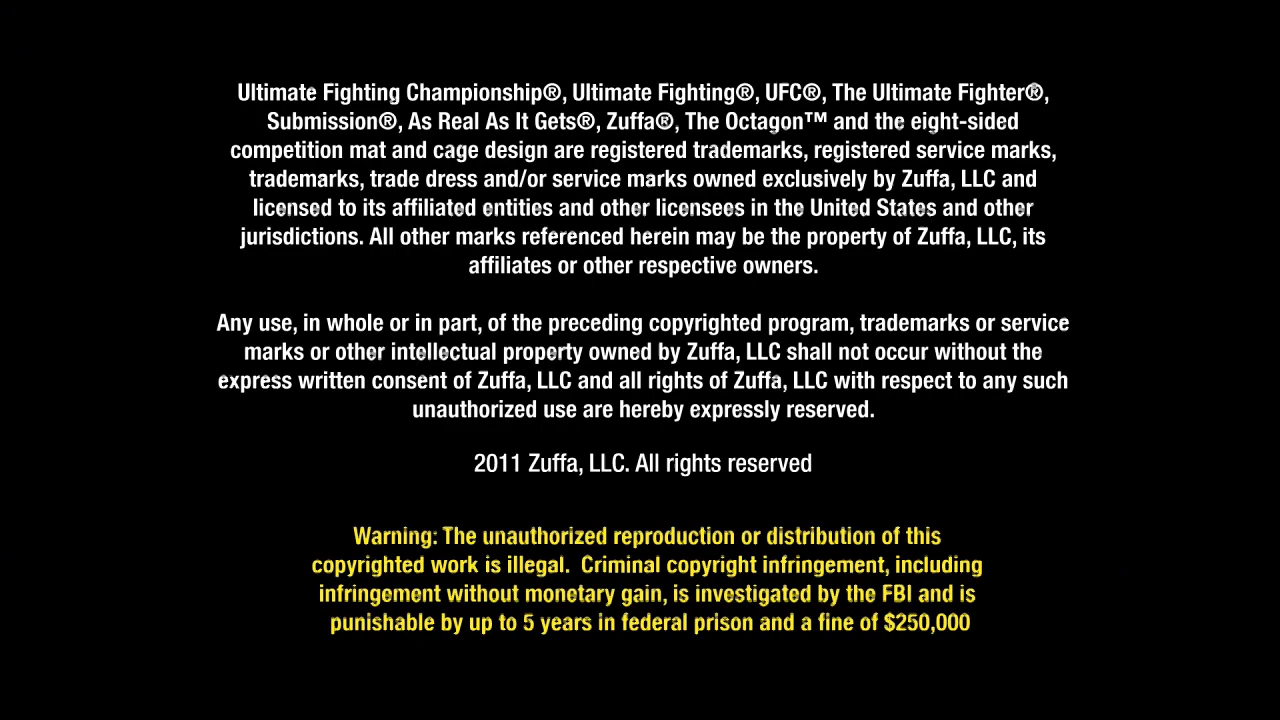 Ultimate Fighting Championship®, Ultimate Fighting®, UFC®, The Ultimate Fighter®,
Submission®, As Real As It Gets®, Zuffa®, The Octagon™ and the eight-sided
competition mat and cage design are registered trademarks, registered service marks,
trademarks, trade dress and/or service marks owned exclusively by Zuffa, LLC and
licensed to its affiliated entities and other licensees in the United States and other
jurisdictions. All other marks referenced herein may be the property of Zuffa, LLC, its
affiliates or other respective owners.
Any use, in whole or in part, of the preceding copyrighted program, trademarks or service
marks or other intellectual property owned by Zuffa, LLC shall not occur without the
express written consent of Zuffa, LLC and all rights of Zuffa, LLC with respect to any such
unauthorized use are hereby expressly reserved.
2011 Zuffa, LLC. All rights reserved
Warning: The unauthorized reproduction or distribution of this
copyrighted work is illegal.  Criminal copyright infringement, including
infringement without monetary gain, is investigated by the FBI and is
punishable by up to 5 years in federal prison and a fine of $250,000